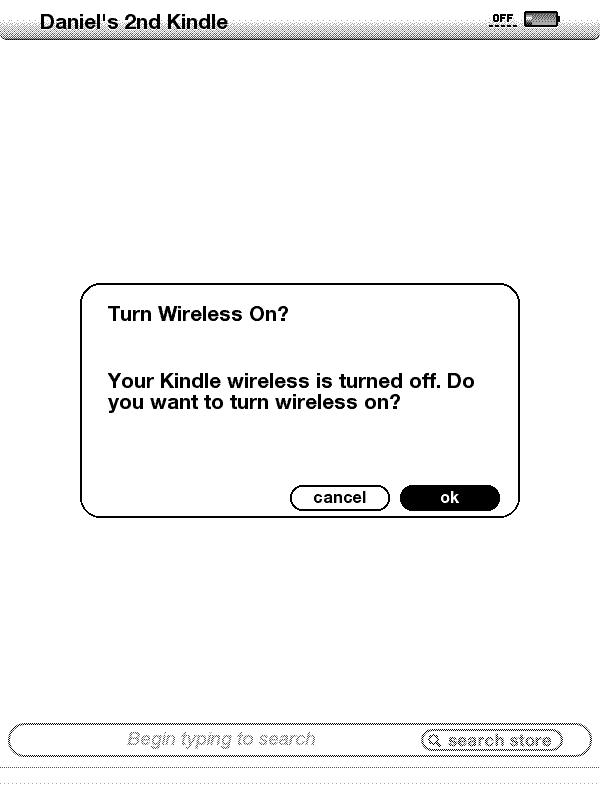 Daniel's 2nd Kindle OFF
Turn Wireless On?
Your Kindle wireless is turned off. Do
you want to turn wireless on?
cancel ok
Begin typing to search search store